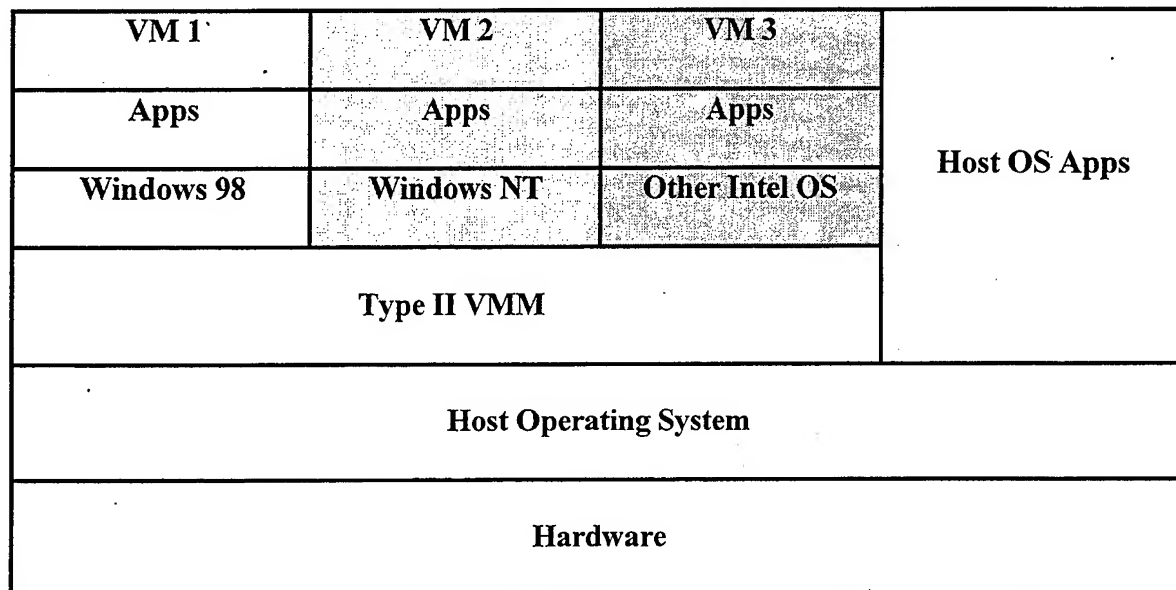 VM 1
VM 2
VM 3
Apps
Apps
Apps
Host OS Apps
Windows 98
Windows NT
Other Intel OS
Type II VMM
Host Operating System
Hardware